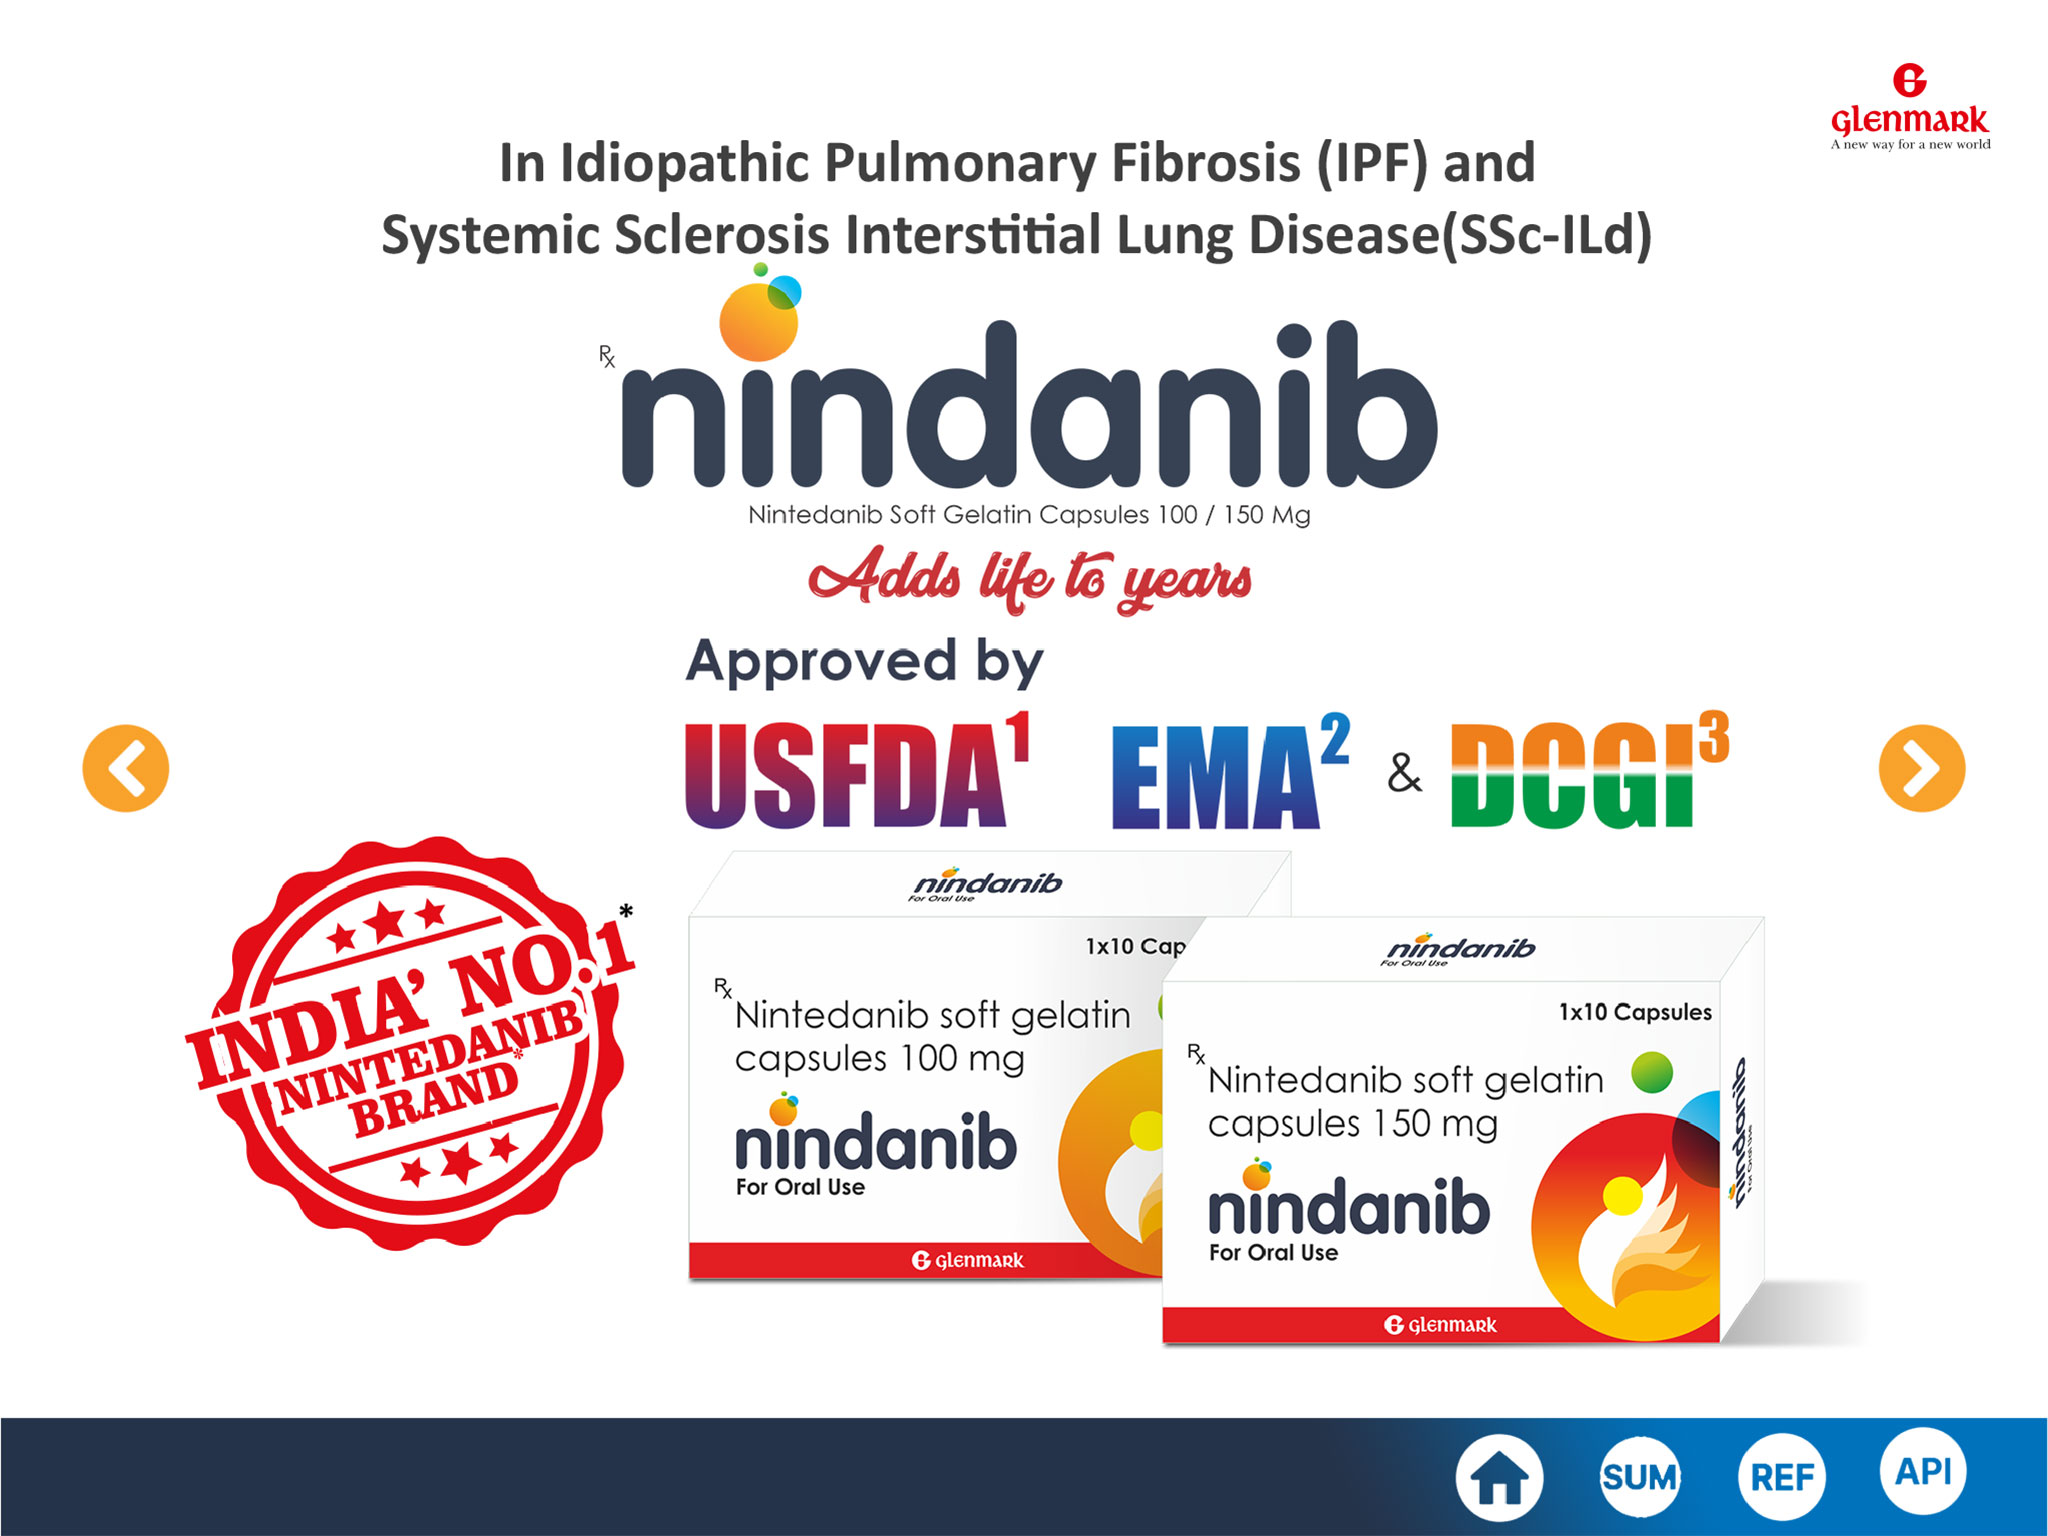 glenmark
A new way for a new world
In Idiopathic Pulmonary Fibrosis (IPF) and
Systemic Sclerosis Interstitial Lung Disease(SSc-ILd)
Rx
nindanib
Nintedanib Soft Gelatin Capsules 100 / 150 Mg
Adds life to years
Approved by
USFDA1 EMA2 & DCGI3
INDIA' NO.1*
NINTEDANIB
BRAND*
nindanib
For Oral Use
1x10 Cap
Rx
Nintedanib soft gelatin
capsules 100 mg
nindanib
For Oral Use
glenmark
nindanib
For Oral Use
1x10 Capsules
Rx
Nintedanib soft gelatin
capsules 150 mg
nindanib
For Oral Use
glenmark
nindanib
For Oral Use
SUM
REF
API